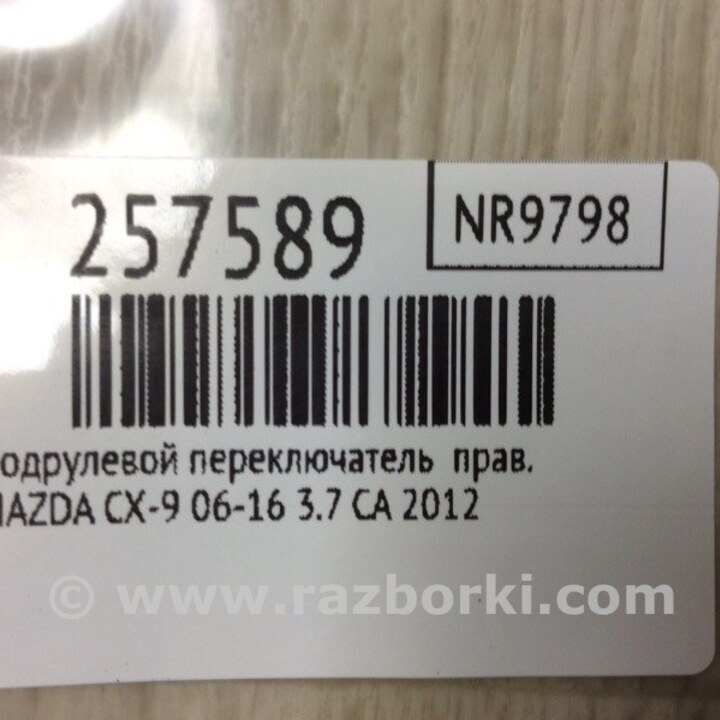 257589
NR9798
одрулевой переключатель прав.
AZDA CX-9 06-16 3.7 CA 2012
© www.razborki.com